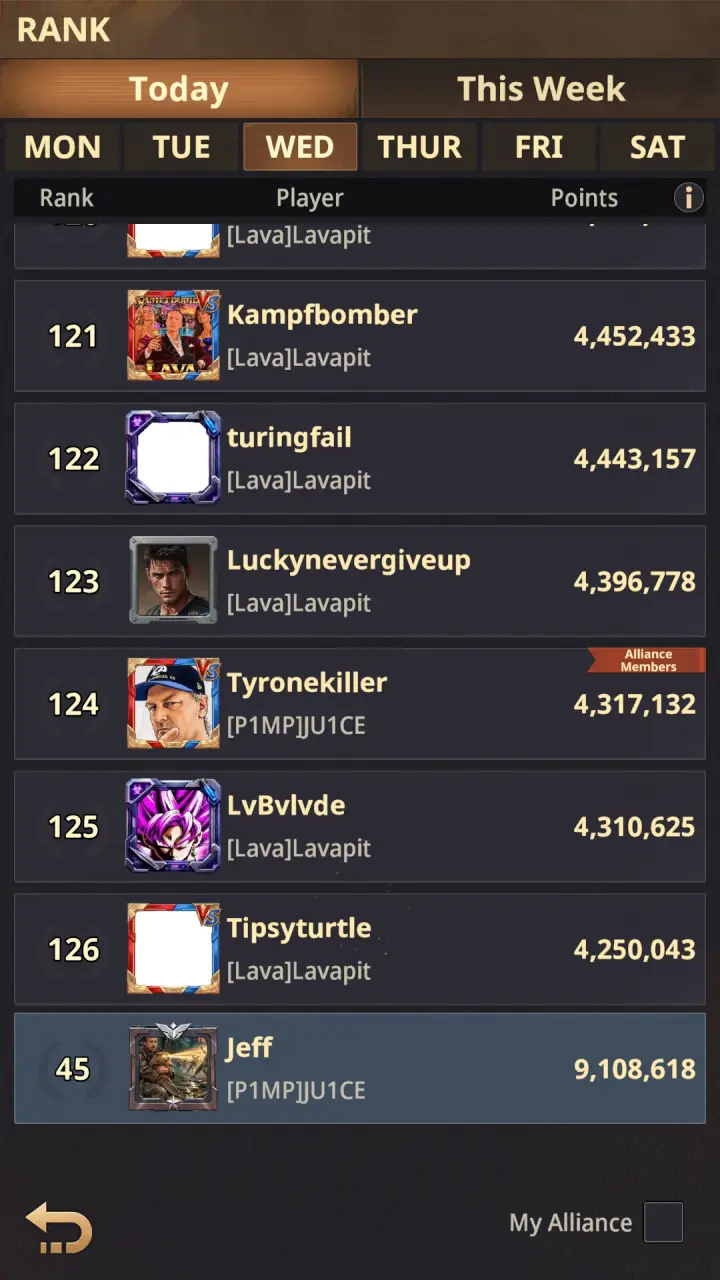 RANK
Today
This Week
MON
TUE
WED
THUR
FRI
SAT
Rank
Player
Points
[Lava]Lavapit
121
Kampfbomber
4,452,433
[Lava]Lavapit
LAVA
122
turingfail
4,443,157
[Lava]Lavapit
123
Luckynevergiveup
4,396,778
[Lava]Lavapit
Alliance
Members
124
Tyronekiller
4,317,132
[P1MP]JU1CE
125
LvBvlvde
4,310,625
[Lava]Lavapit
126
Tipsyturtle
4,250,043
[Lava]Lavapit
45
Jeff
9,108,618
[P1MP]JU1CE
My Alliance